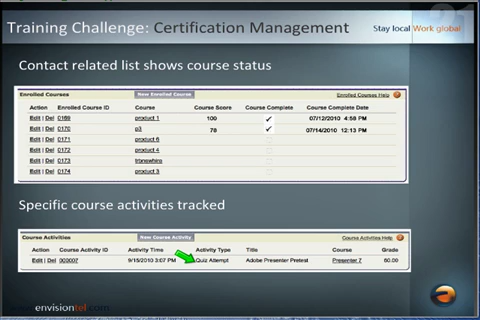 Training Challenge: Certification Management
Stay local Work global
Contact related list shows course status
Enrolled Courses New Enrolled Course Enrolled Courses Help
Action Enrolled Course ID Course Course Score Course Complete Course Complete Date
Edit | Del 0169 product 1 100 ✓ 07/12/2010 4:58 PM
Edit | Del 0170 p3 78 ✓ 07/14/2010 12:13 PM
Edit | Del 0171 product 6
Edit | Del 0172 product 4
Edit | Del 0173
Edit | Del 0174 product 3
Specific course activities tracked
Course Activities New Course Activity Course Activities Help
Action Course Activity ID Activity Time Activity Type Title Course Grade
Edit | Del 000007 9/15/2010 3:07 PM Quiz Attempt Adobe Presenter Pretest Presenter 7 60.00
www.envisiontel.com